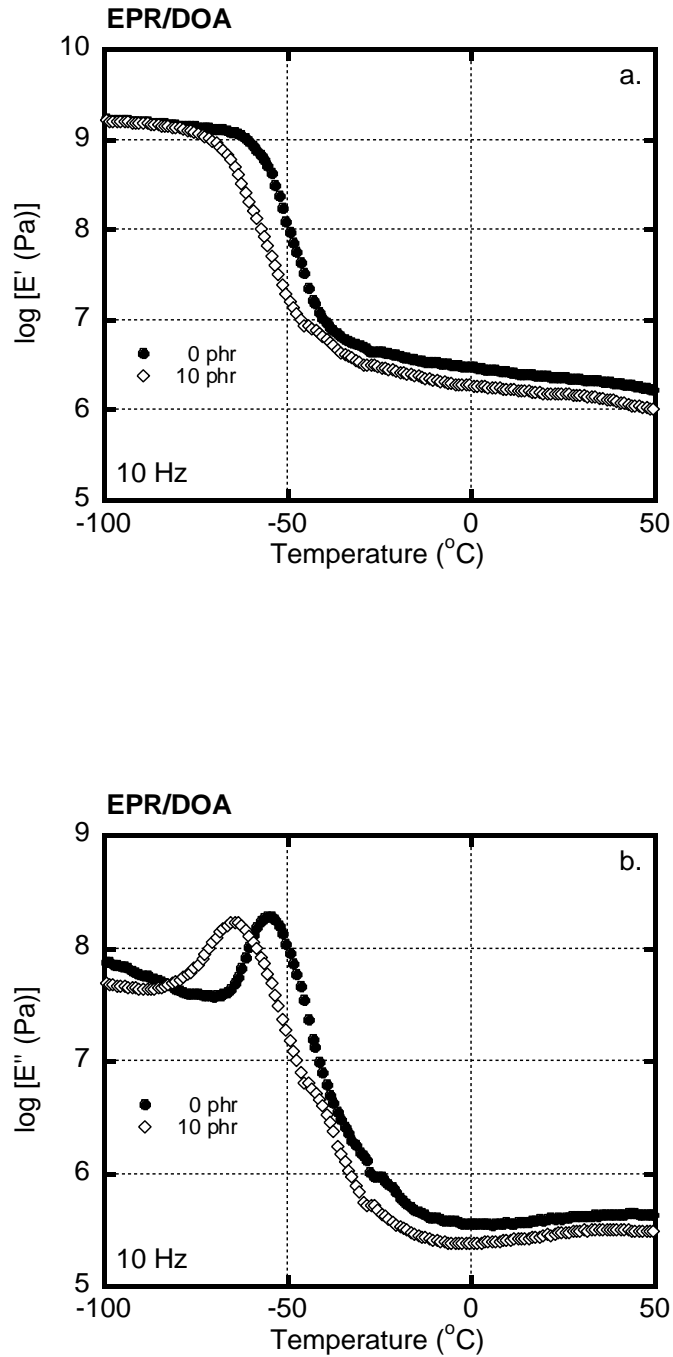 EPR/DOA
a.
10
9
8
7
6
5
log [E' (Pa)]
0 phr
10 phr
10 Hz
-100
-50
0
50
Temperature (°C)
EPR/DOA
b.
9
8
7
6
5
log [E" (Pa)]
0 phr
10 phr
10 Hz
-100
-50
0
50
Temperature (°C)